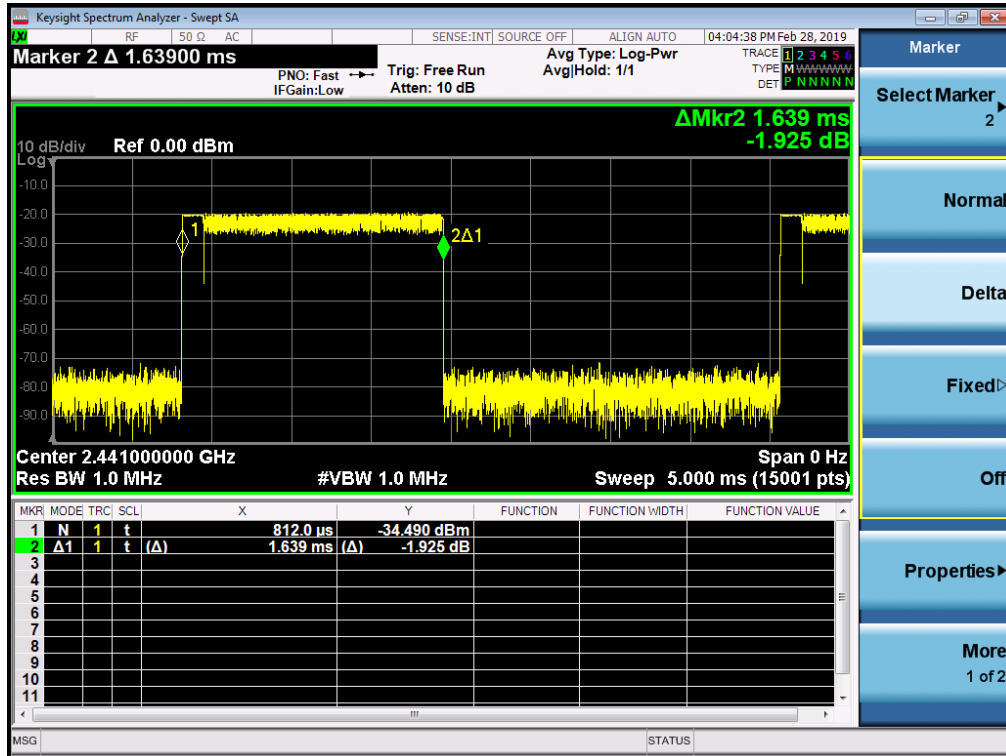 Keysight Spectrum Analyzer - Swept SA
LXI RF 50 Ω AC SENSE:INT SOURCE OFF ALIGN AUTO 04:04:38 PM Feb 28, 2019
Marker 2 Δ 1.63900 ms
PNO: Fast
IFGain:Low
Trig: Free Run
Atten: 10 dB
Avg Type: Log-Pwr
Avg|Hold: 1/1
TRACE 1 2 3 4 5 6
TYPE M W W W W W
DET P N N N N N
ΔMkr2 1.639 ms
-1.925 dB
10 dB/div Ref 0.00 dBm
Log
-10.0
-20.0
-30.0
-40.0
-50.0
-60.0
-70.0
-80.0
-90.0
1
2Δ1
Center 2.441000000 GHz Span 0 Hz
Res BW 1.0 MHz #VBW 1.0 MHz Sweep 5.000 ms (15001 pts)
MKR MODE TRC SCL X Y FUNCTION FUNCTION WIDTH FUNCTION VALUE
1 N 1 t 812.0 µs -34.490 dBm
2 Δ1 1 t (Δ) 1.639 ms (Δ) -1.925 dB
3
4
5
6
7
8
9
10
11
MSG STATUS
Marker
Select Marker
2
Normal
Delta
Fixed
Off
Properties
More
1 of 2